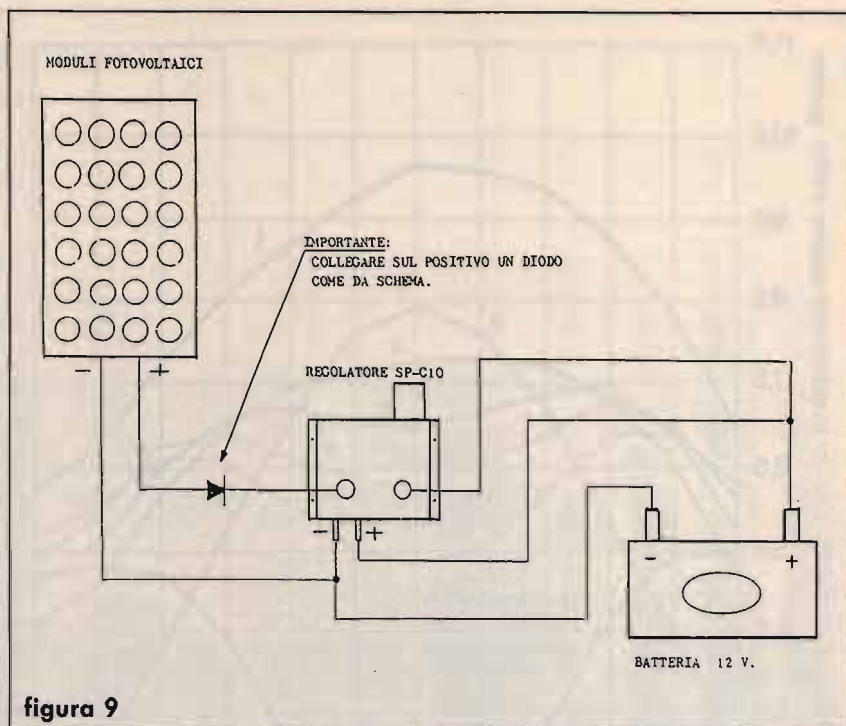 MODULI FOTOVOLTAICI
- +
IMPORTANTE:
COLLEGARE SUL POSITIVO UN DIODO
COME DA SCHEMA.
REGOLATORE SP-C10
- +
- +
BATTERIA 12 V.
figura 9